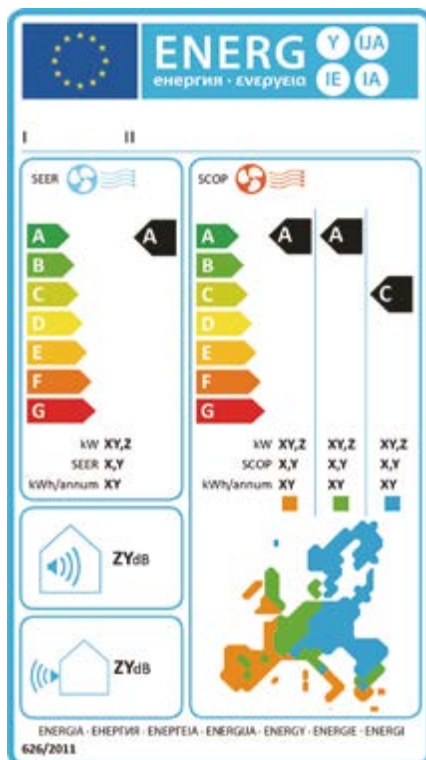 ENERG
енергия · ενεργεια
Y IJA
IE IA
I II
SEER
A A
B
C
D
E
F
G
kW XY,Z
SEER X,Y
kWh/annum XY
SCOP
A A A
B
C C
D
E
F
G
kW XY,Z XY,Z XY,Z
SCOP X,Y X,Y X,Y
kWh/annum XY XY XY
ZYdB
ZYdB
ENERGIA · ЕНЕРГИЯ · ΕΝΕΡΓΕΙΑ · ENERGIJA · ENERGY · ENERGIE · ENERGI
626/2011